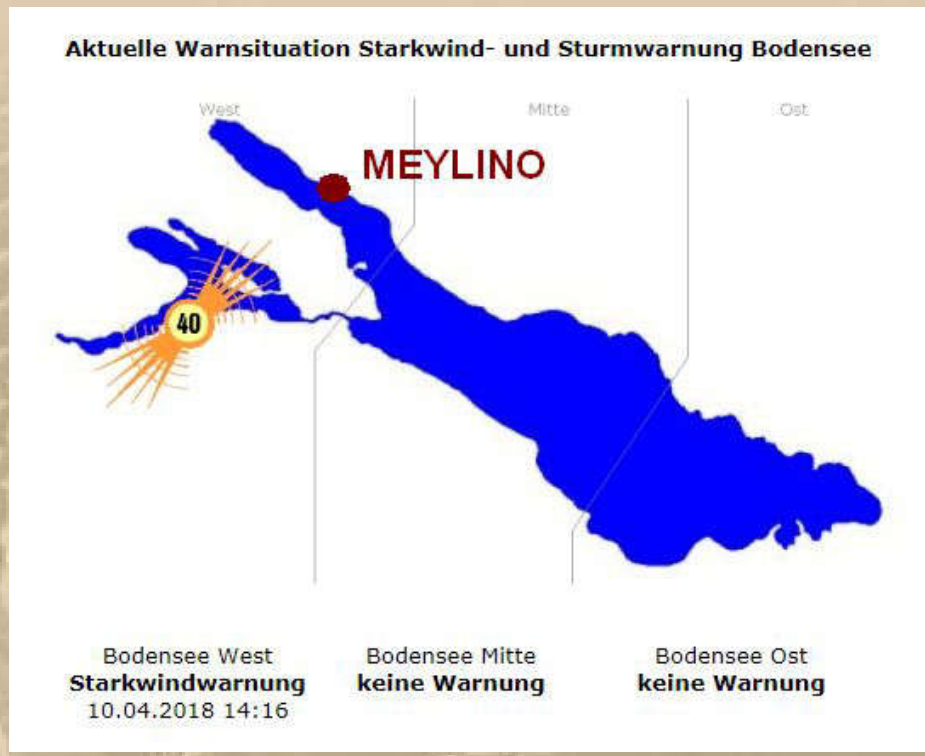 Aktuelle Warnsituation Starkwind- und Sturmwarnung Bodensee
West
Mitte
Ost
MEYLINO
40
Bodensee West
Starkwindwarnung
10.04.2018 14:16
Bodensee Mitte
keine Warnung
Bodensee Ost
keine Warnung